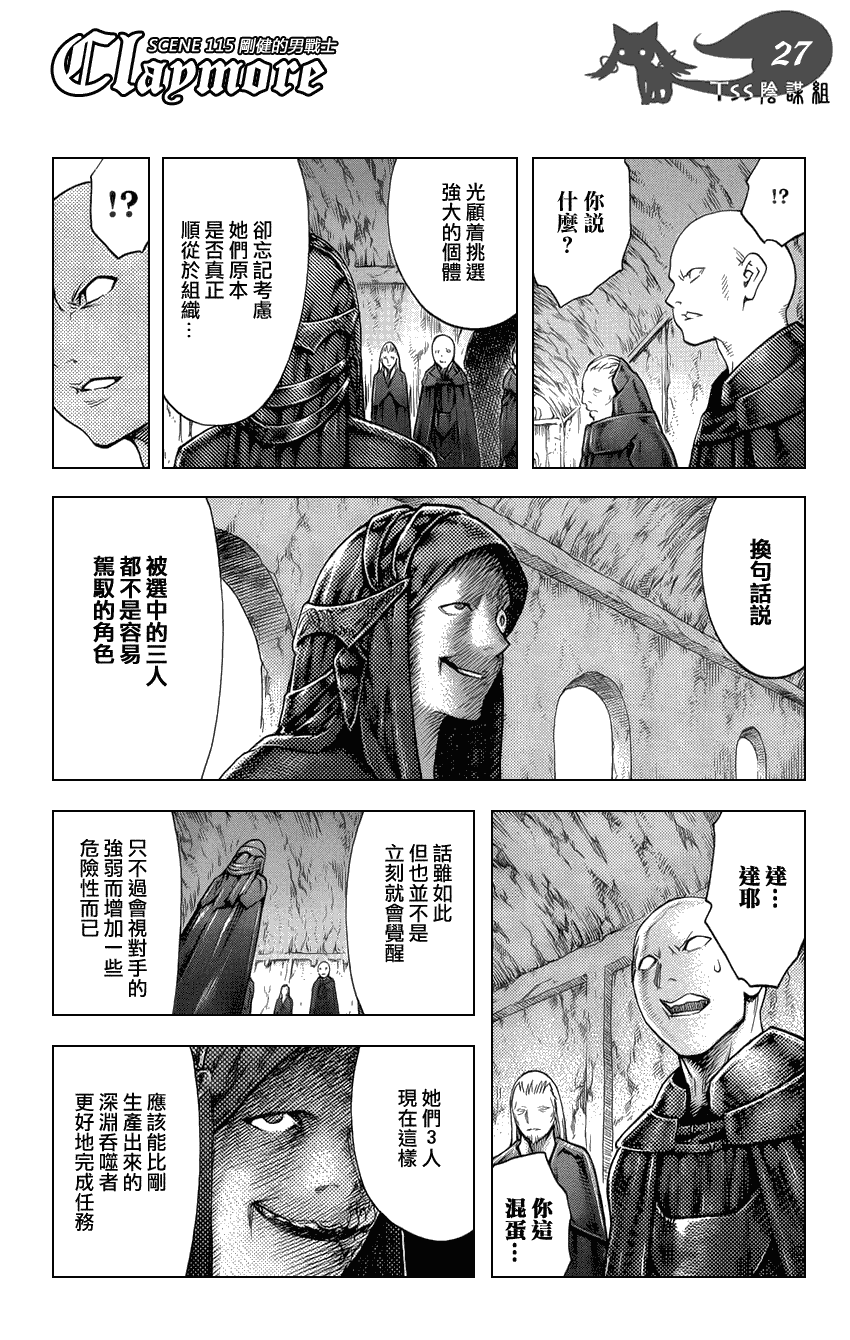 SCENE 115 剛健的男戰士
Claymore
27
Tss陰謀組
!?
你説
什麼？
光顧着挑選
強大的個體
卻忘記考慮
她們原本
是否真正
順從於組織…
!?
換句話説
被選中的三人
都不是容易
駕馭的角色
達…
達耶
你這
混蛋…
話雖如此
但也並不是
立刻就會覺醒
只不過會視對手的
強弱而增加一些
危險性而已
她們3人
現在這樣
應該能比剛
生產出來的
深淵吞噬者
更好地完成任務